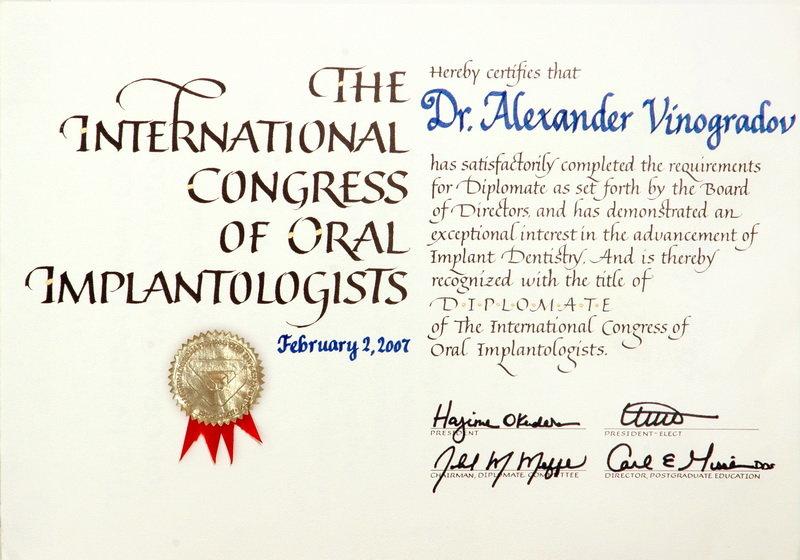 THE
INTERNATIONAL
CONGRESS
OF ORAL
IMPLANTOLOGISTS
February 2, 2007
Hereby certifies that
Dr. Alexander Vinogradov
has satisfactorily completed the requirements
for Diplomate as set forth by the Board
of Directors, and has demonstrated an
exceptional interest in the advancement of
Implant Dentistry. And is thereby
recognized with the title of
D·I·P·L·O·M·A·T·E
of The International Congress of
Oral Implantologists.
Hajime Okudera
PRESIDENT
PRESIDENT-ELECT
CHAIRMAN, DIPLOMATE COMMITTEE
Carl E DDS
DIRECTOR, POSTGRADUATE EDUCATION